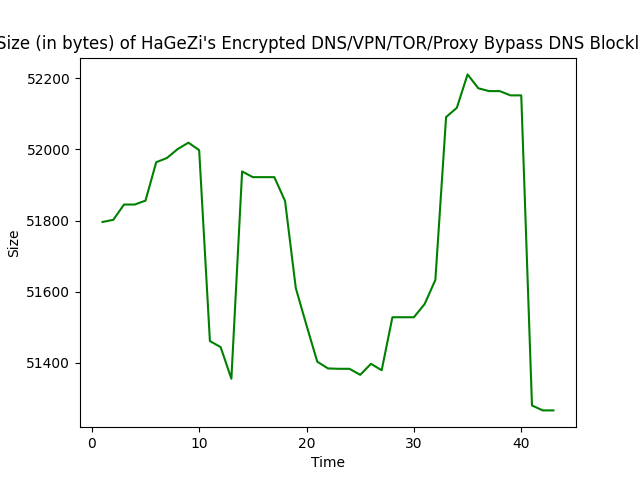 Size (in bytes) of HaGeZi's Encrypted DNS/VPN/TOR/Proxy Bypass DNS Blockl
52200
52000
51800
51600
51400
Size
0 10 20 30 40
Time